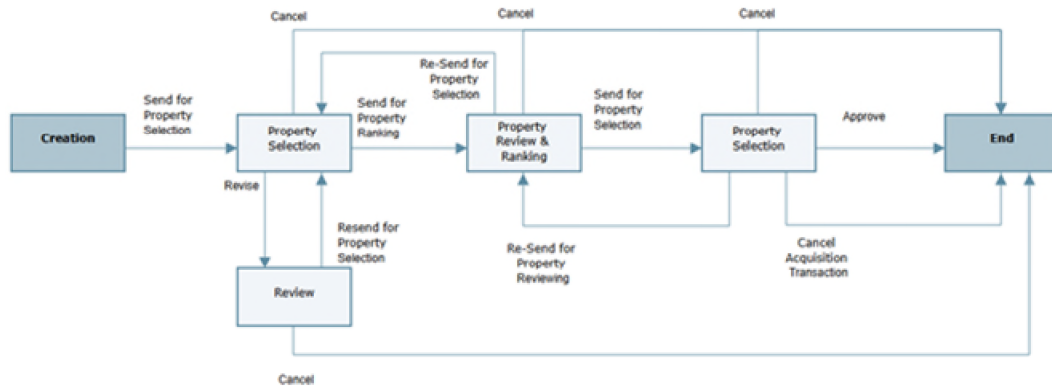 Cancel
Cancel
Cancel
Re-Send for
Property
Selection
Send for
Property
Selection
Send for
Property
Ranking
Send for
Property
Selection
Approve
Creation
Property
Selection
Property
Review &
Ranking
Property
Selection
End
Revise
Resend for
Property
Selection
Re-Send for
Property
Reviewing
Cancel
Acquisition
Transaction
Review
Cancel